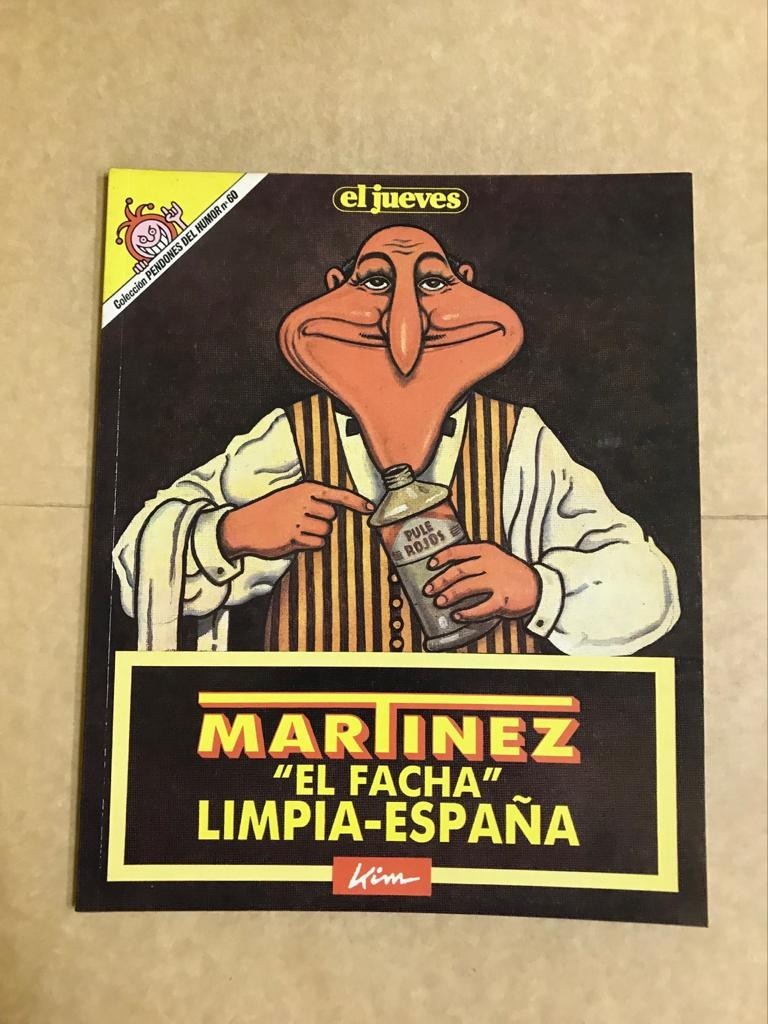 el jueves
Colección PENDONES DEL HUMOR nº 60
PULE
ROJOS
MARTINEZ
"EL FACHA"
LIMPIA-ESPAÑA
Kim